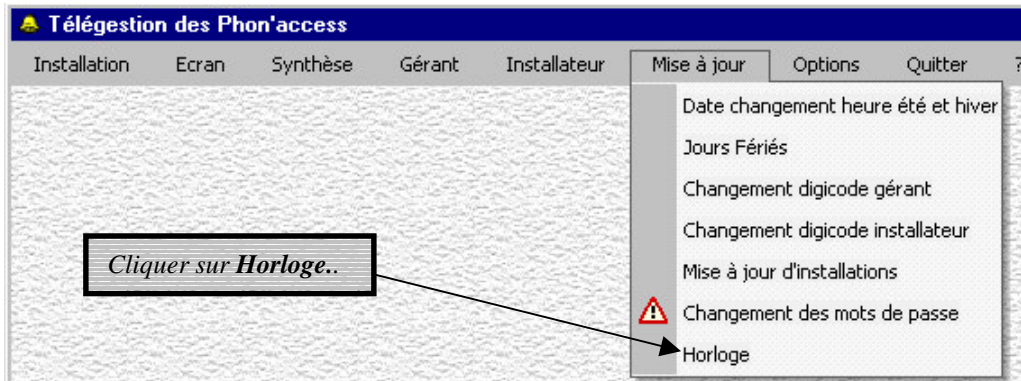 Télégestion des Phon'access
Installation Ecran Synthèse Gérant Installateur Mise à jour Options Quitter ?
Date changement heure été et hiver
Jours Fériés
Changement digicode gérant
Changement digicode installateur
Cliquer sur Horloge..
Mise à jour d'installations
Changement des mots de passe
Horloge